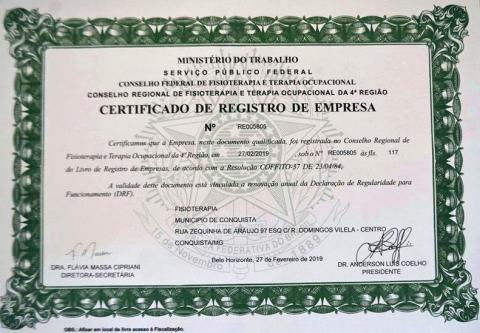 MINISTÉRIO DO TRABALHO
SERVIÇO PÚBLICO FEDERAL
CONSELHO FEDERAL DE FISIOTERAPIA E TERAPIA OCUPACIONAL
CONSELHO REGIONAL DE FISIOTERAPIA E TERAPIA OCUPACIONAL DA 4ª REGIÃO
CERTIFICADO DE REGISTRO DE EMPRESA
Nº RE005805
Certificamos que a Empresa, neste documento qualificada, foi registrada no Conselho Regional de
Fisioterapia e Terapia Ocupacional da 4ª Região, em 27/02/2019 sob o Nº RE005805 às fls. 117
do Livro de Registro de Empresas, de acordo com a Resolução COFFITO-37 DE 23/04/84,
A validade deste documento está vinculada a renovação anual da Declaração de Regularidade para
Funcionamento (DRF).
FISIOTERAPIA
MUNICIPIO DE CONQUISTA
RUA ZEQUINHA DE ARAÚJO 97 ESQ C/ R. DOMINGOS VILELA - CENTRO
CONQUISTA/MG
15 de Novembro de 1889
Belo Horizonte, 27 de Fevereiro de 2019
DRA. FLÁVIA MASSA CIPRIANI
DIRETORA-SECRETÁRIA
DR. ANDERSON LUIS COELHO
PRESIDENTE
OBS.: Afixar em local de livre acesso à Fiscalização.